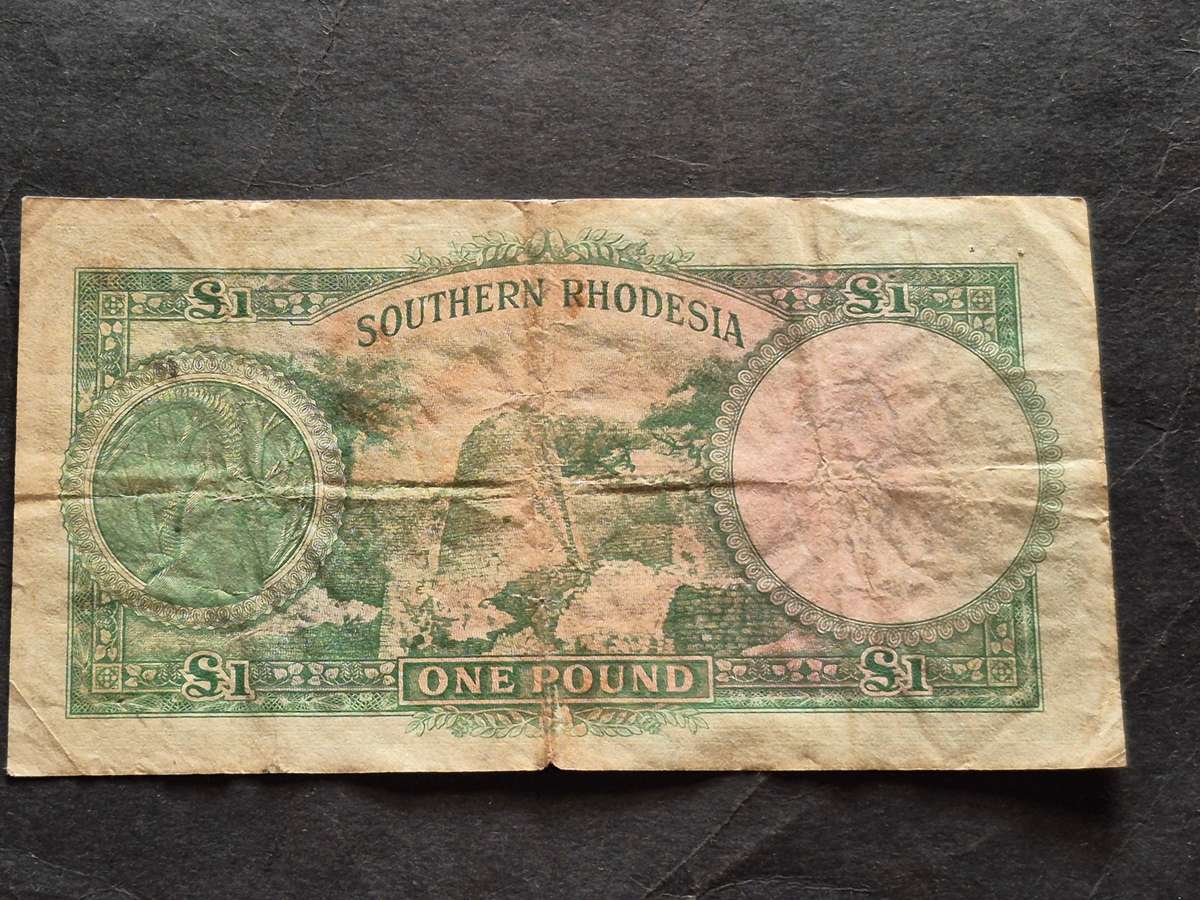 £1 £1
SOUTHERN RHODESIA
£1 ONE POUND £1